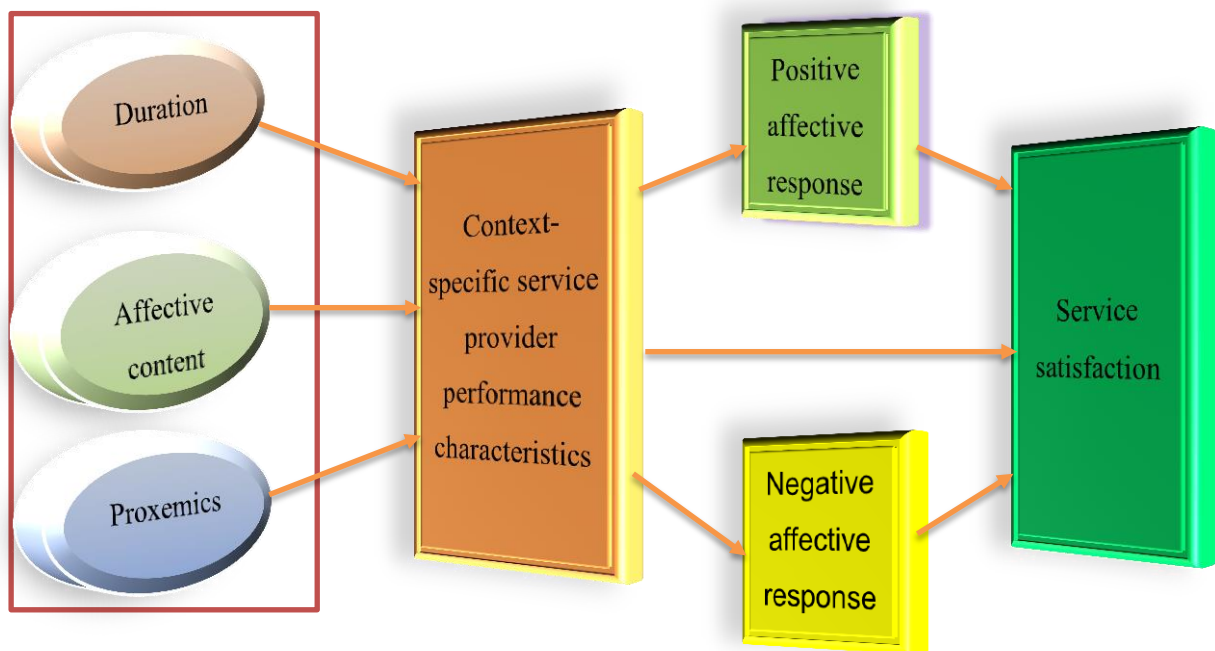 Duration
Affective
content
Proxemics
Context-
specific service
provider
performance
characteristics
Positive
affective
response
Negative
affective
response
Service
satisfaction